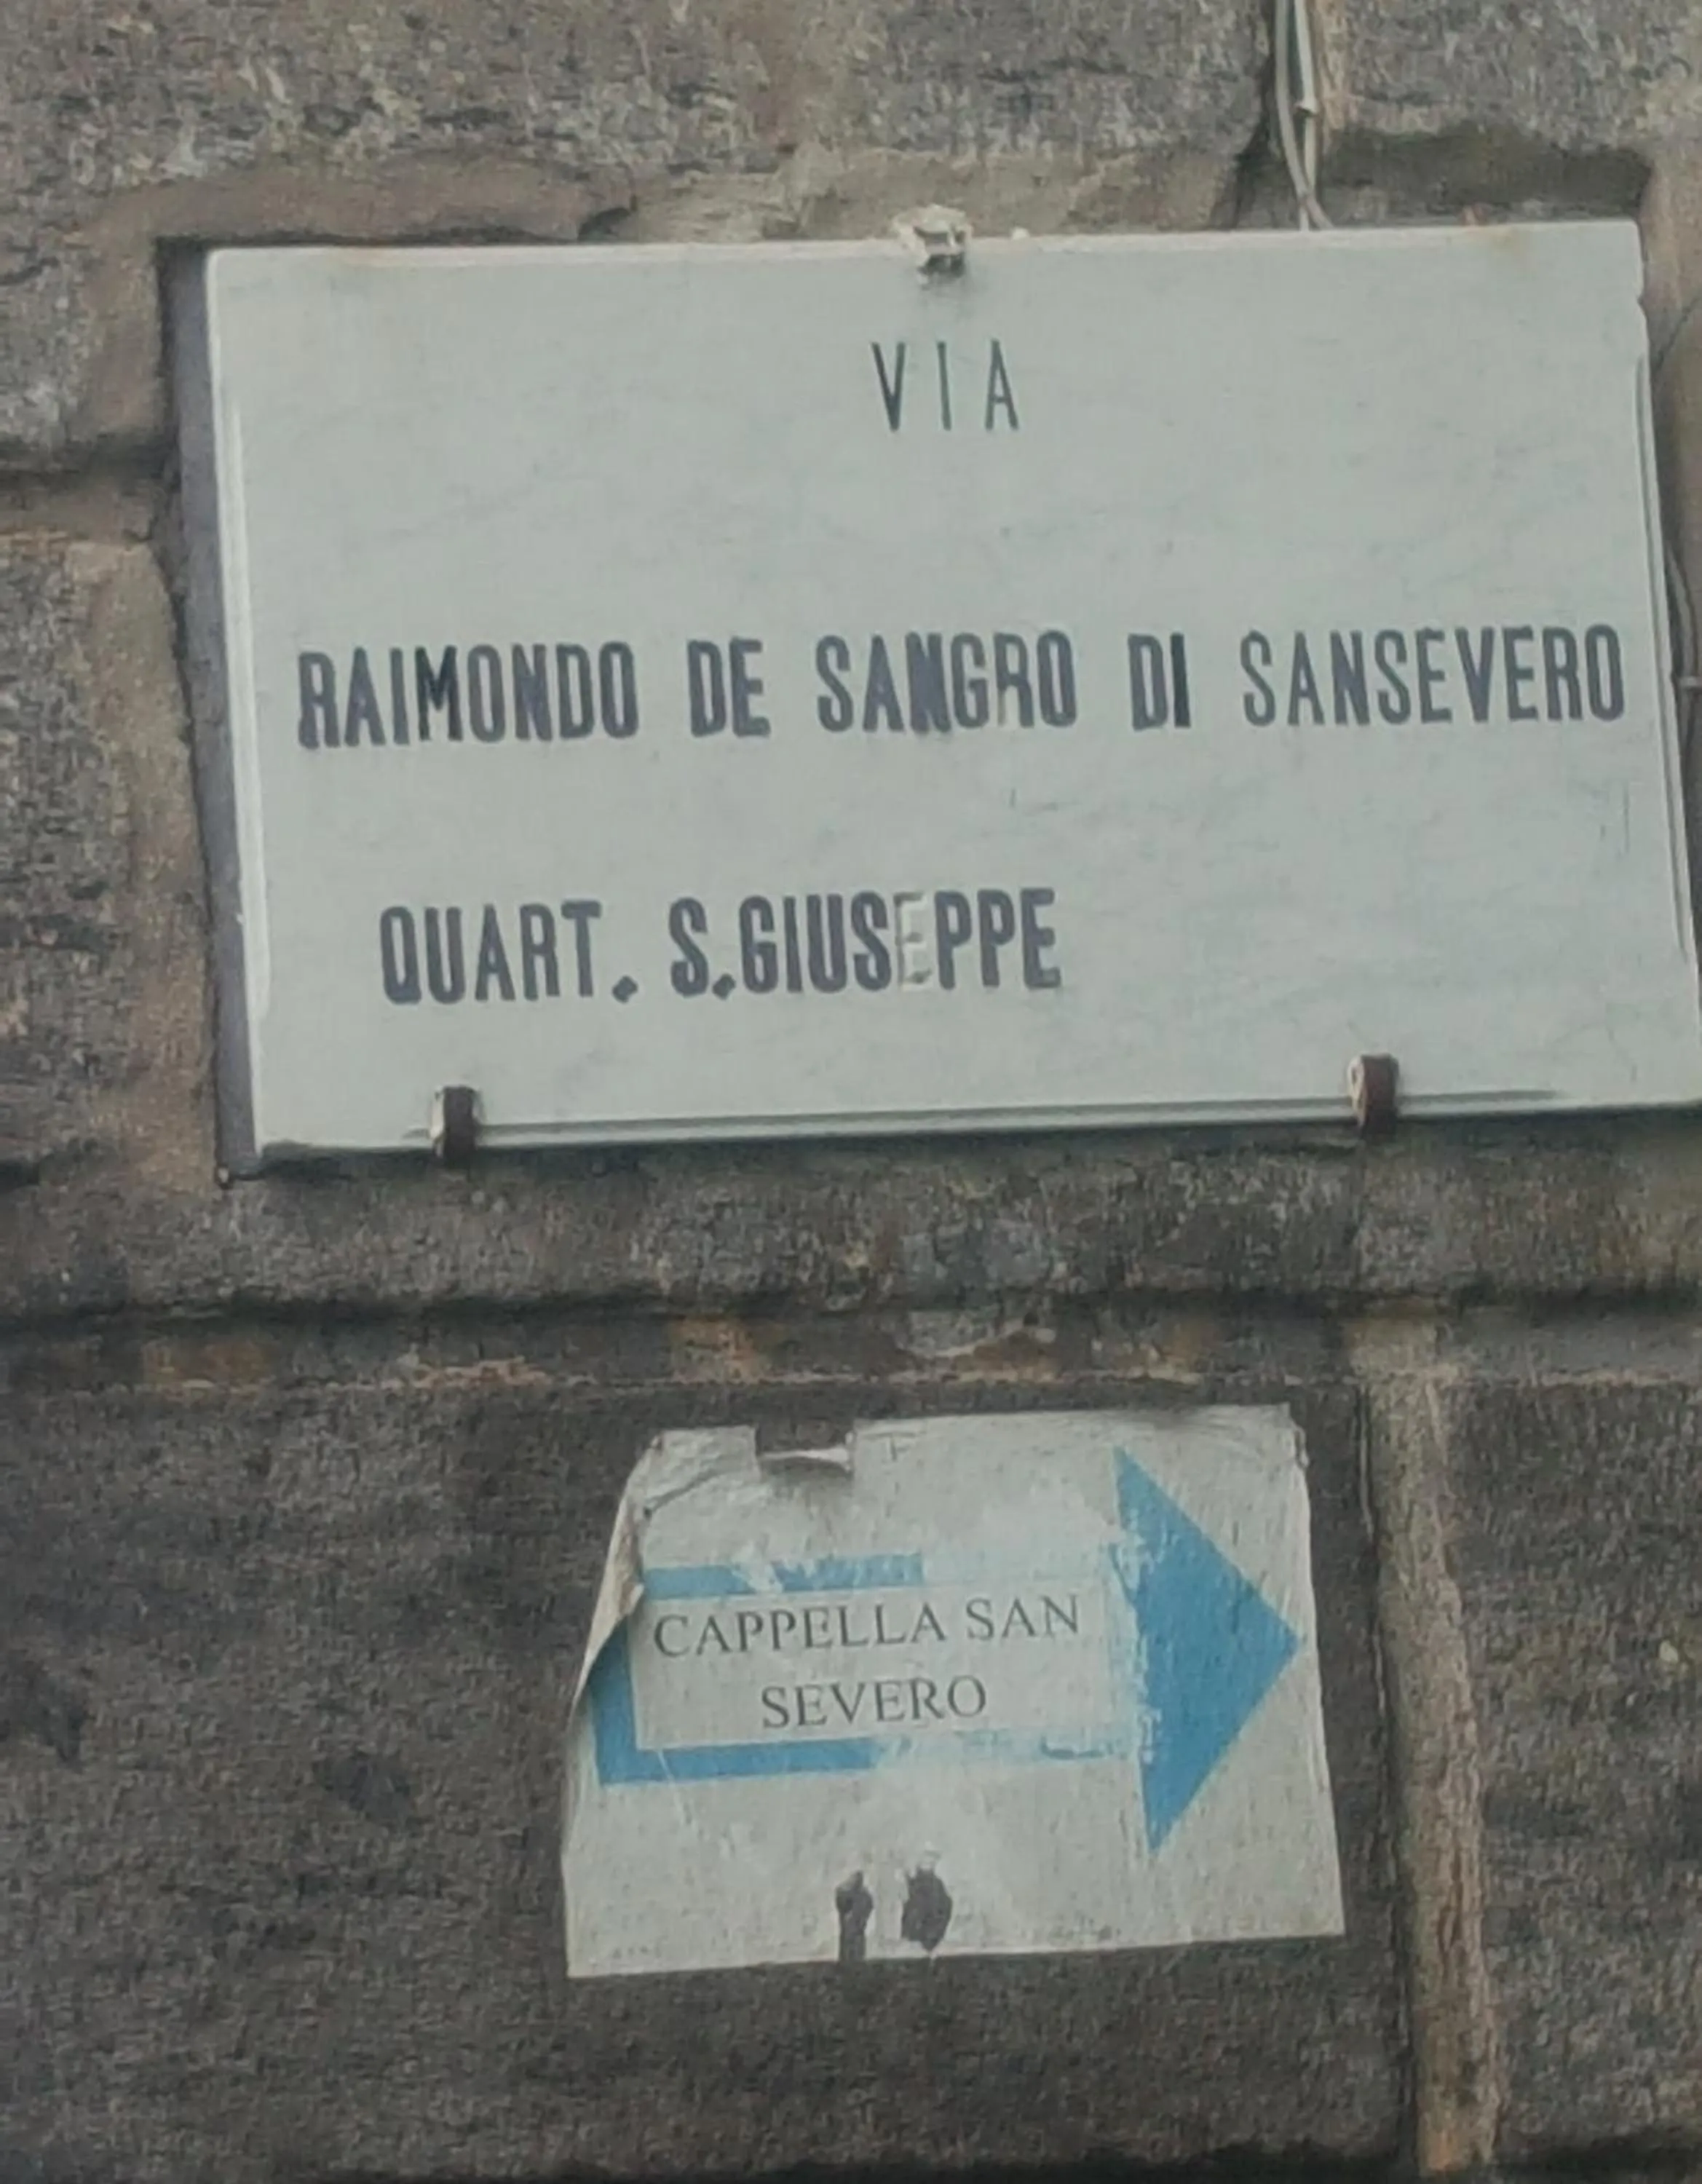 VIA
RAIMONDO DE SANGRO DI SANSEVERO
QUART. S.GIUSEPPE
CAPPELLA SAN
SEVERO